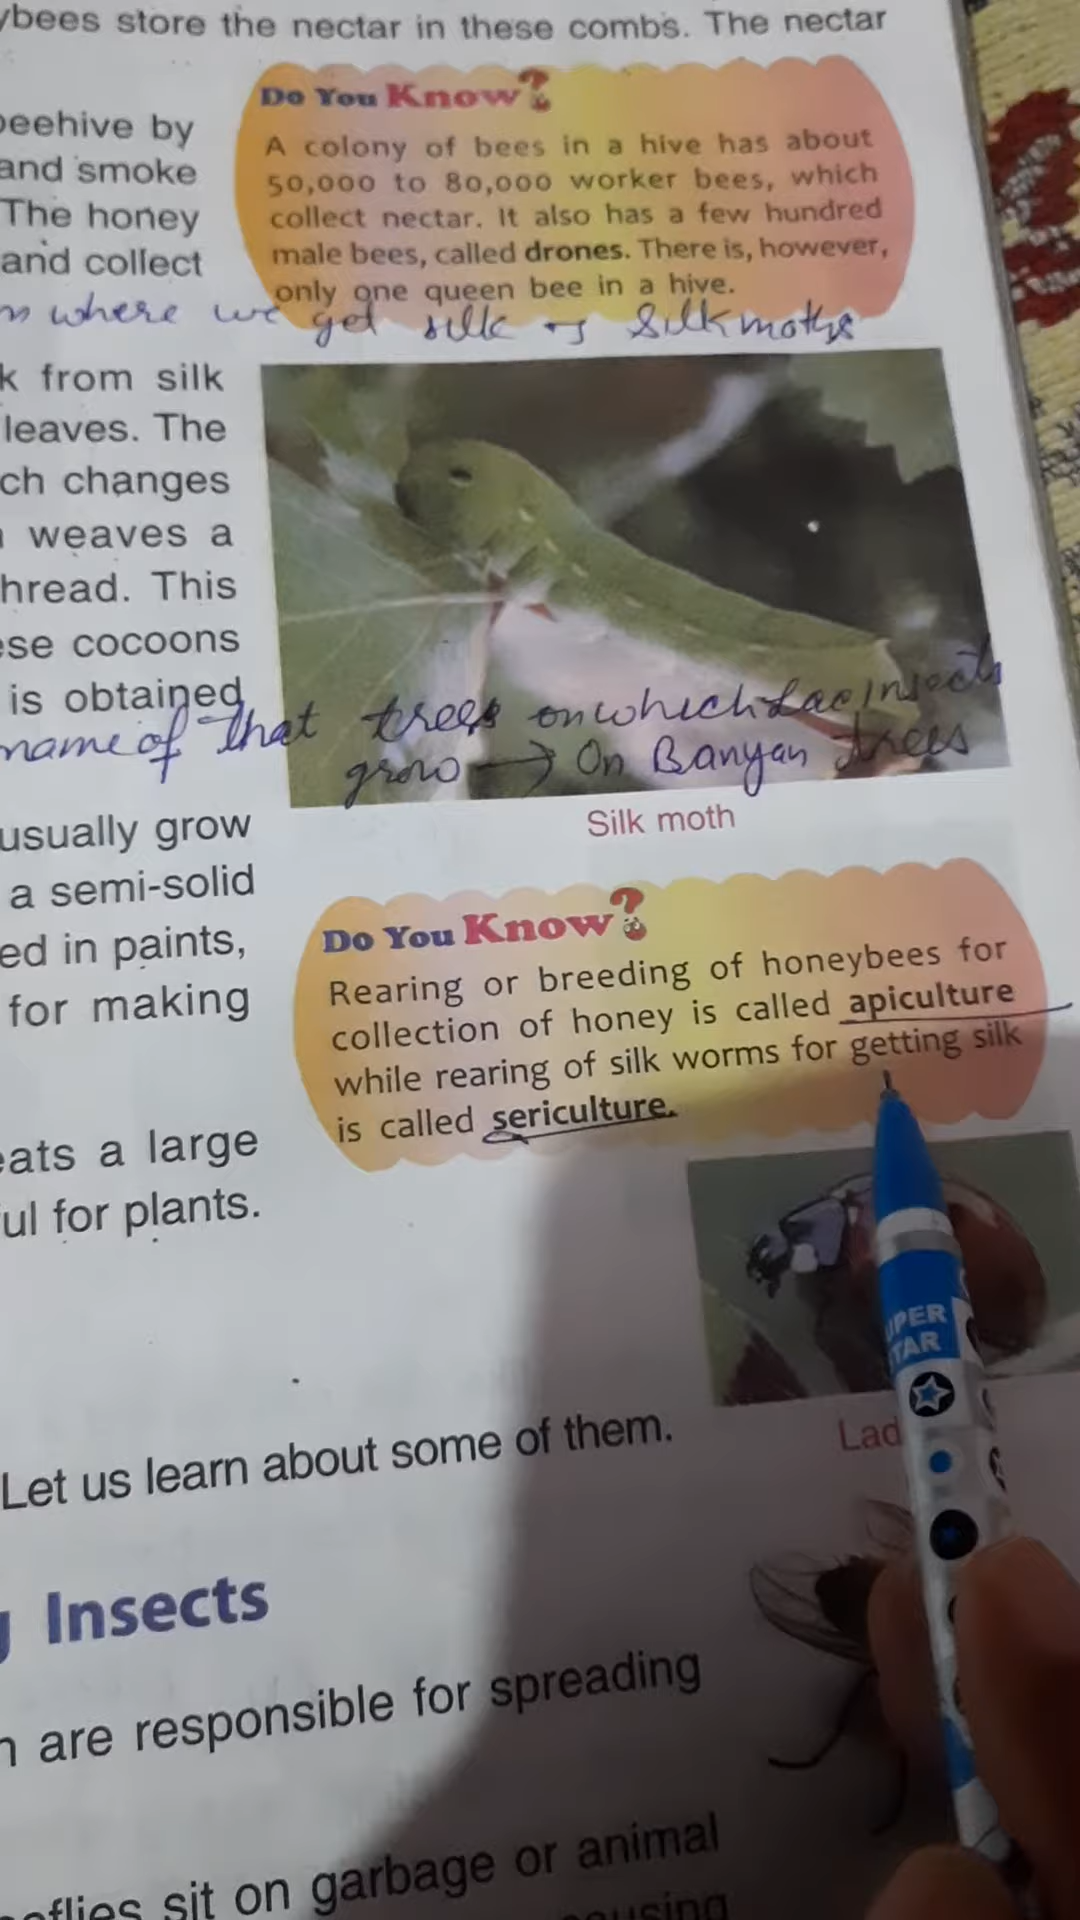 ybees store the nectar in these combs. The nectar
Do You Know?
A colony of bees in a hive has about
50,000 to 80,000 worker bees, which
collect nectar. It also has a few hundred
male bees, called drones. There is, however,
only one queen bee in a hive.
beehive by
and smoke
The honey
and collect
where we get silk Silkmoths
k from silk
leaves. The
ch changes
weaves a
hread. This
ese cocoons
is obtained
name of that trees on which Lac Insects
grow → On Banyan trees
Silk moth
usually grow
a semi-solid
ed in paints,
for making
Do You Know?
Rearing or breeding of honeybees for
collection of honey is called apiculture
while rearing of silk worms for getting silk
is called sericulture.
eats a large
ul for plants.
UPER
TAR
Lad
Let us learn about some of them.
Insects
are responsible for spreading
eflies sit on garbage or animal